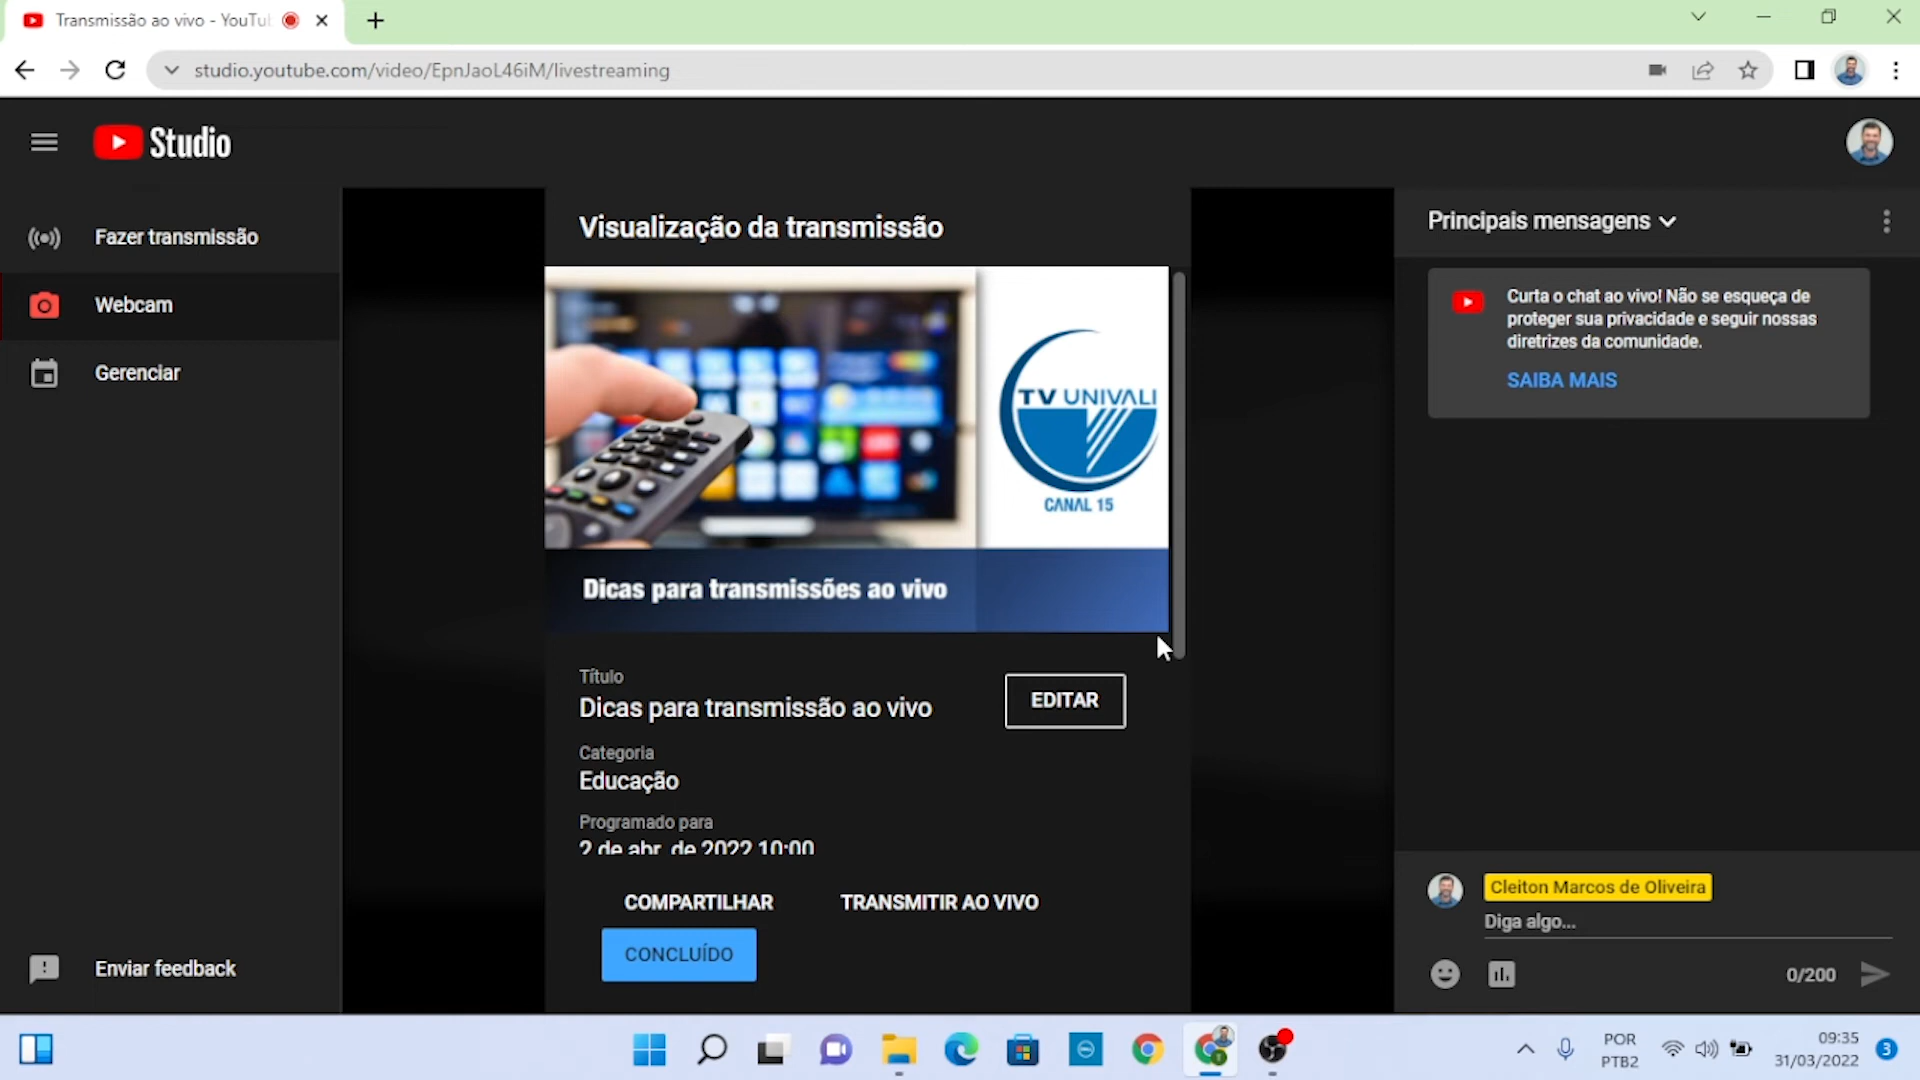 Transmissão ao vivo - YouTu
studio.youtube.com/video/EpnJaoL46iM/livestreaming
Studio
Fazer transmissão
Webcam
Gerenciar
Enviar feedback
Visualização da transmissão
TV UNIVALI
CANAL 15
Dicas para transmissões ao vivo
Título
Dicas para transmissão ao vivo
EDITAR
Categoria
Educação
Programado para
2 de abr. de 2022 10:00
COMPARTILHAR
TRANSMITIR AO VIVO
CONCLUÍDO
Principais mensagens
Curta o chat ao vivo! Não se esqueça de
proteger sua privacidade e seguir nossas
diretrizes da comunidade.
SAIBA MAIS
Cleiton Marcos de Oliveira
Diga algo...
0/200
POR
PTB2
09:35
31/03/2022
3